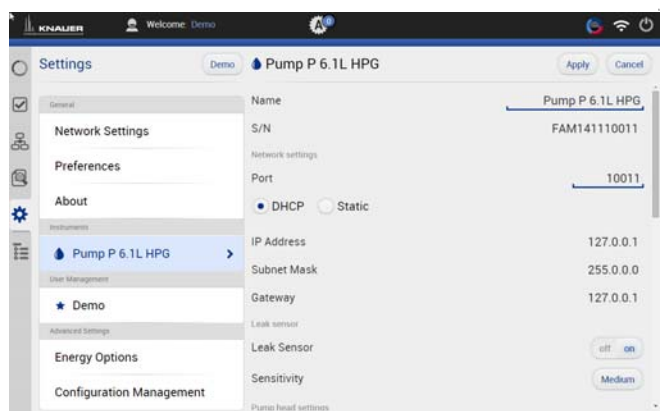 KNAUER Welcome: Demo A
Settings Demo Pump P 6.1L HPG Apply Cancel
General
Network Settings
Preferences
About
Instruments
Pump P 6.1L HPG
User Management
Demo
Advanced Settings
Energy Options
Configuration Management
Name Pump P 6.1L HPG
S/N FAM141110011
Network settings
Port 10011
DHCP Static
IP Address 127.0.0.1
Subnet Mask 255.0.0.0
Gateway 127.0.0.1
Leak sensor
Leak Sensor off on
Sensitivity Medium
Pump head settings